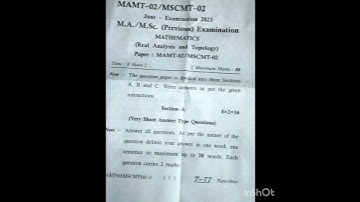 MAMT-02/MSCMT-02
June - Examination 2023
M.A./M.Sc. (Previous) Examination
MATHEMATICS
(Real Analysis and Topology)
Paper : MAMT-02/MSCMT-02
Time : 3 Hours ] [ Maximum Marks :
Note :- The question paper is divided into three Sections
A, B and C. Write answers as per the given
instructions.
Section-A 8×2=16
(Very Short Answer Type Questions)
Note :- Answer all questions. As per the nature of the
question delimit your answer in one word, one
sentence or maximum up to 30 words. Each
question carries 2 marks.
( 1 ) T-77 Turn Over
InShOt